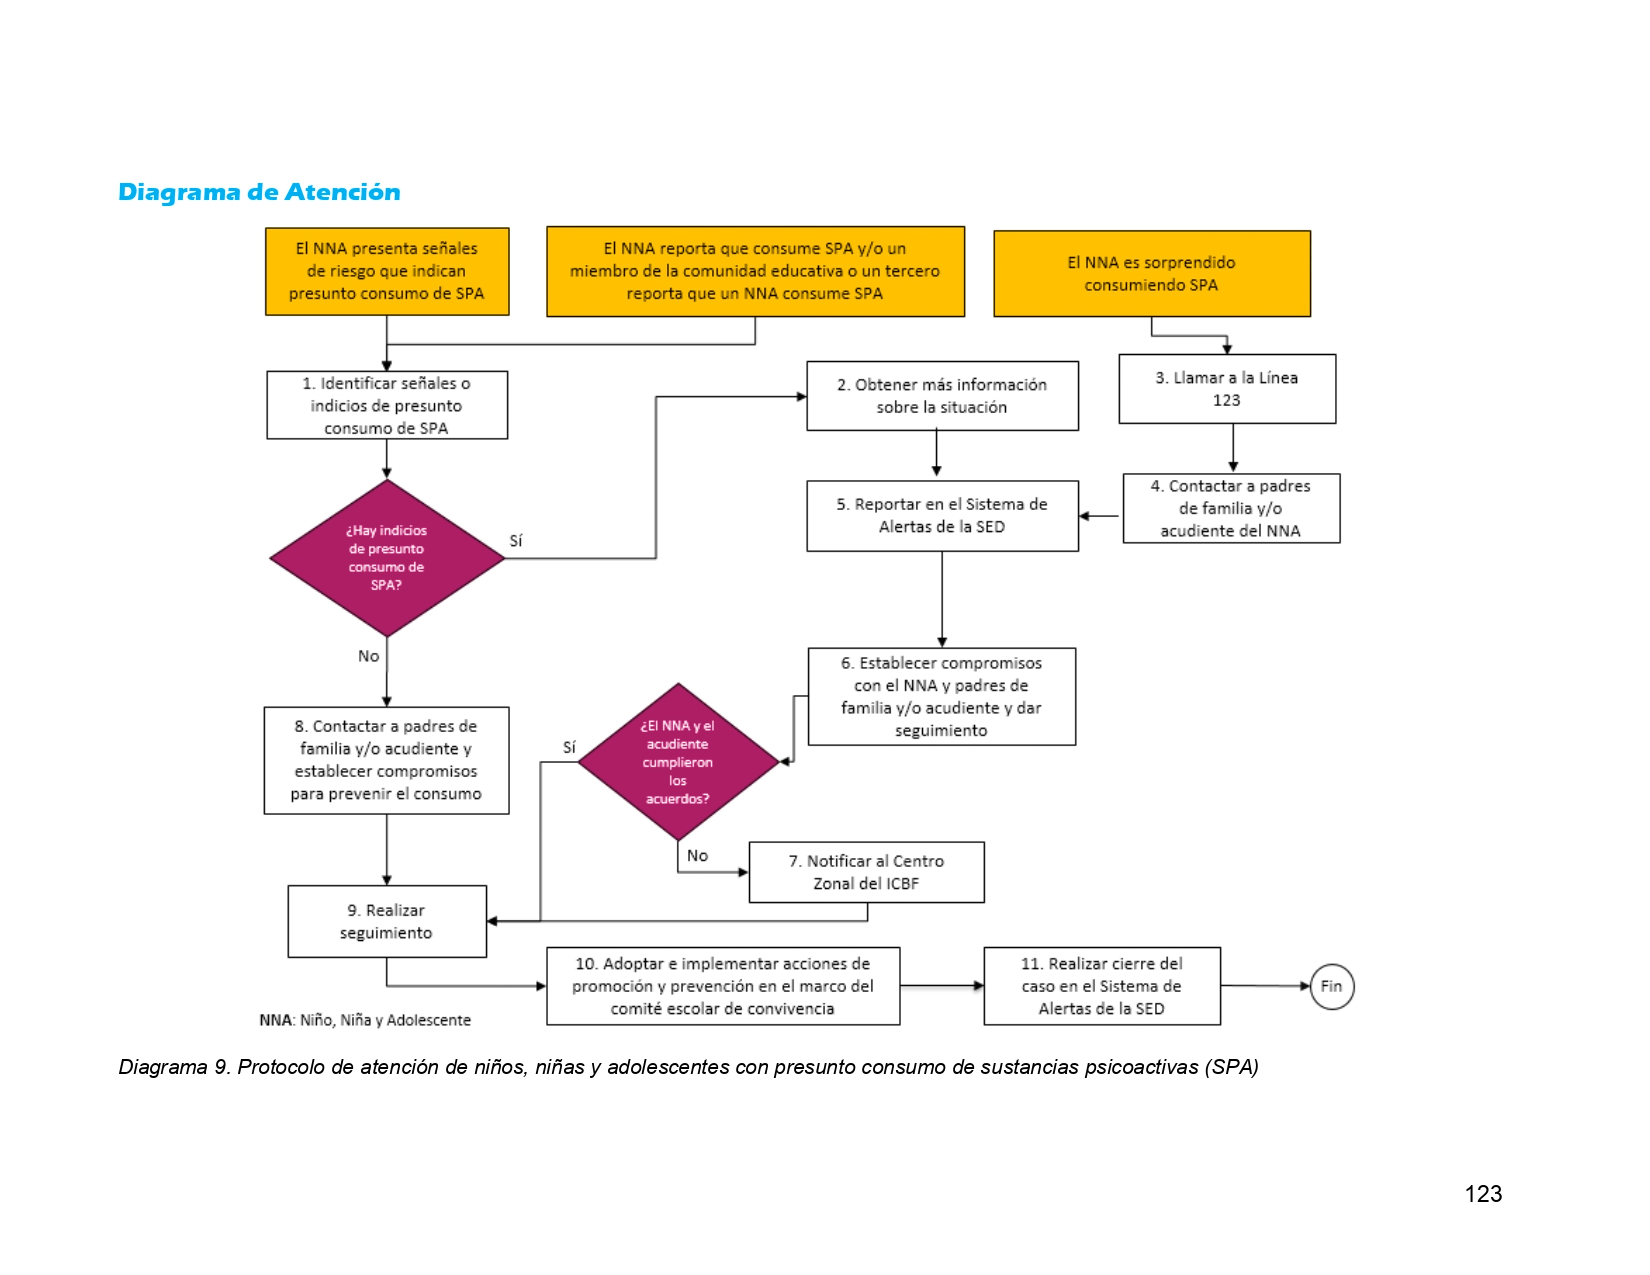 Diagrama de Atención
El NNA presenta señales
de riesgo que indican
presunto consumo de SPA
El NNA reporta que consume SPA y/o un
miembro de la comunidad educativa o un tercero
reporta que un NNA consume SPA
El NNA es sorprendido
consumiendo SPA
1. Identificar señales o
indicios de presunto
consumo de SPA
2. Obtener más información
sobre la situación
3. Llamar a la Línea
123
¿Hay indicios
de presunto
consumo de
SPA?
Sí
No
5. Reportar en el Sistema de
Alertas de la SED
4. Contactar a padres
de familia y/o
acudiente del NNA
6. Establecer compromisos
con el NNA y padres de
familia y/o acudiente y dar
seguimiento
8. Contactar a padres de
familia y/o acudiente y
establecer compromisos
para prevenir el consumo
¿El NNA y el
acudiente
cumplieron
los
acuerdos?
Sí
No
7. Notificar al Centro
Zonal del ICBF
9. Realizar
seguimiento
10. Adoptar e implementar acciones de
promoción y prevención en el marco del
comité escolar de convivencia
11. Realizar cierre del
caso en el Sistema de
Alertas de la SED
Fin
NNA: Niño, Niña y Adolescente
Diagrama 9. Protocolo de atención de niños, niñas y adolescentes con presunto consumo de sustancias psicoactivas (SPA)
123